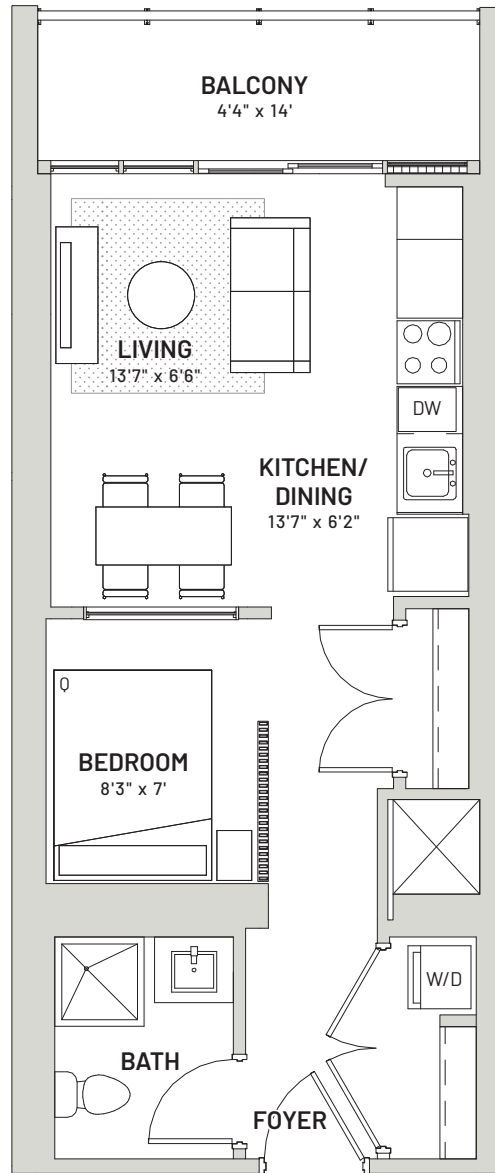 BALCONY
4'4" x 14'
LIVING
13'7" x 6'6"
DW
KITCHEN/
DINING
13'7" x 6'2"
Q
BEDROOM
8'3" x 7'
W/D
BATH
FOYER